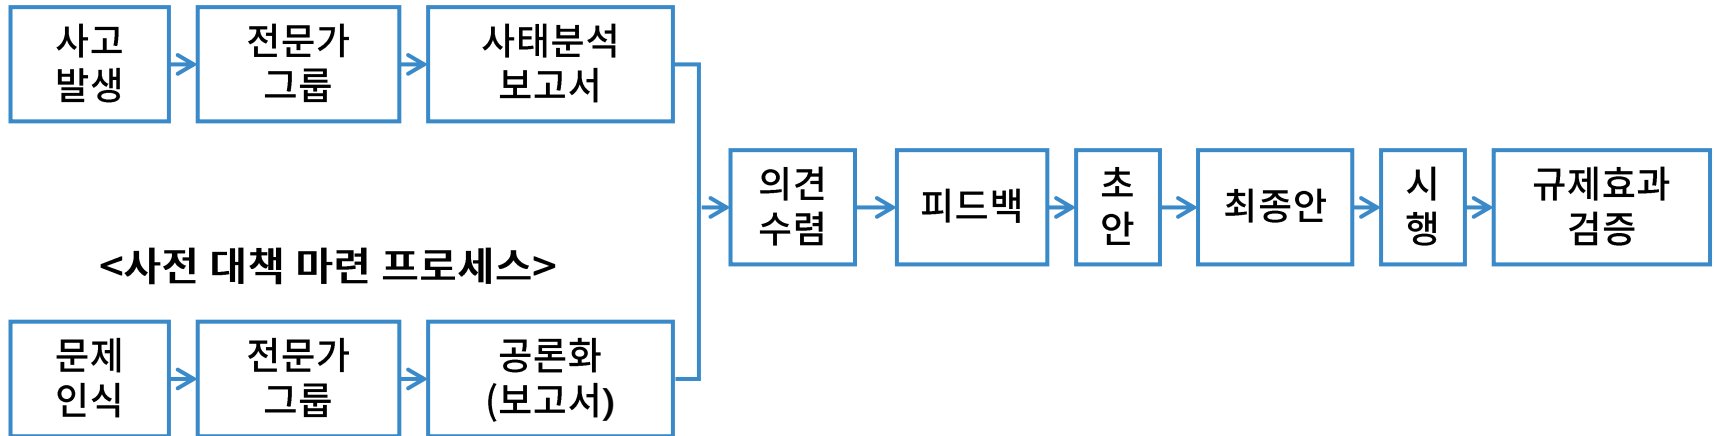 사고
발생
전문가
그룹
사태분석
보고서
<사전 대책 마련 프로세스>
문제
인식
전문가
그룹
공론화
(보고서)
의견
수렴
피드백
초
안
최종안
시
행
규제효과
검증